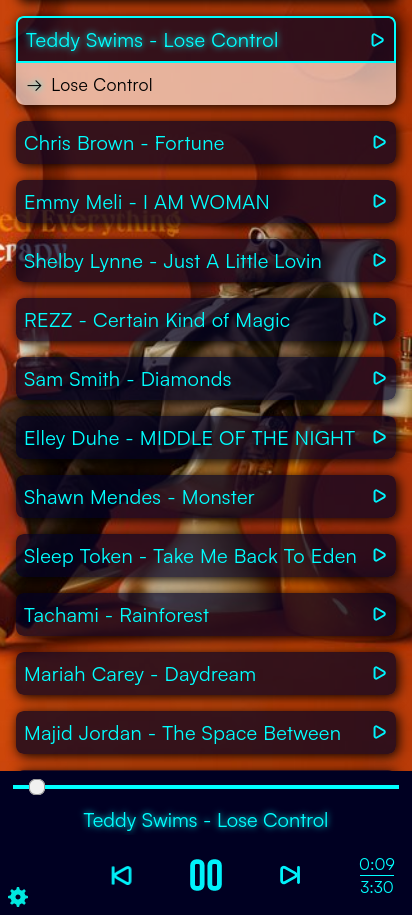 Teddy Swims - Lose Control
→ Lose Control
Chris Brown - Fortune
Emmy Meli - I AM WOMAN
ed Everything
erapy
Shelby Lynne - Just A Little Lovin
REZZ - Certain Kind of Magic
Sam Smith - Diamonds
Elley Duhe - MIDDLE OF THE NIGHT
Shawn Mendes - Monster
Sleep Token - Take Me Back To Eden
Tachami - Rainforest
Mariah Carey - Daydream
Majid Jordan - The Space Between
Teddy Swims - Lose Control
0:09
3:30